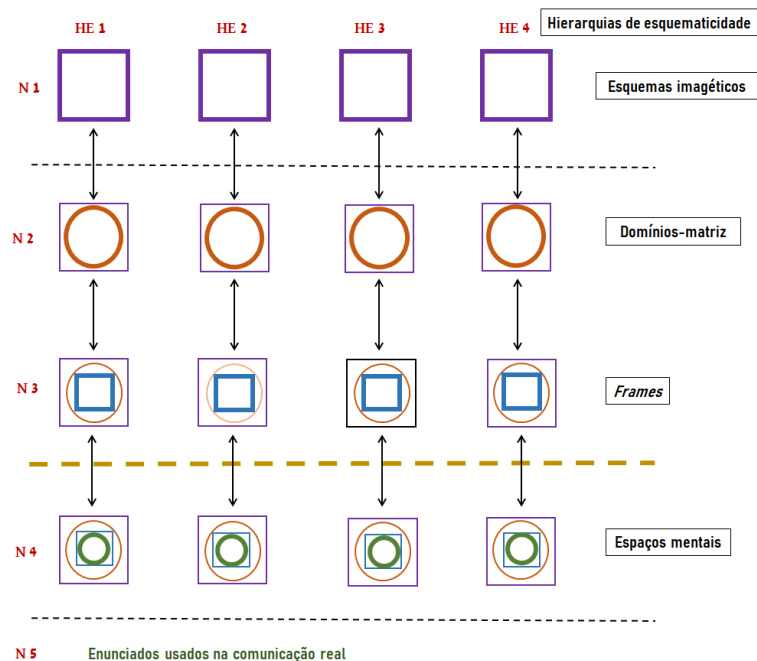 Hierarquias de esquematicidade
HE 1 HE 2 HE 3 HE 4
N 1 Esquemas imagéticos
N 2 Domínios-matriz
N 3 Frames
N 4 Espaços mentais
N 5 Enunciados usados na comunicação real